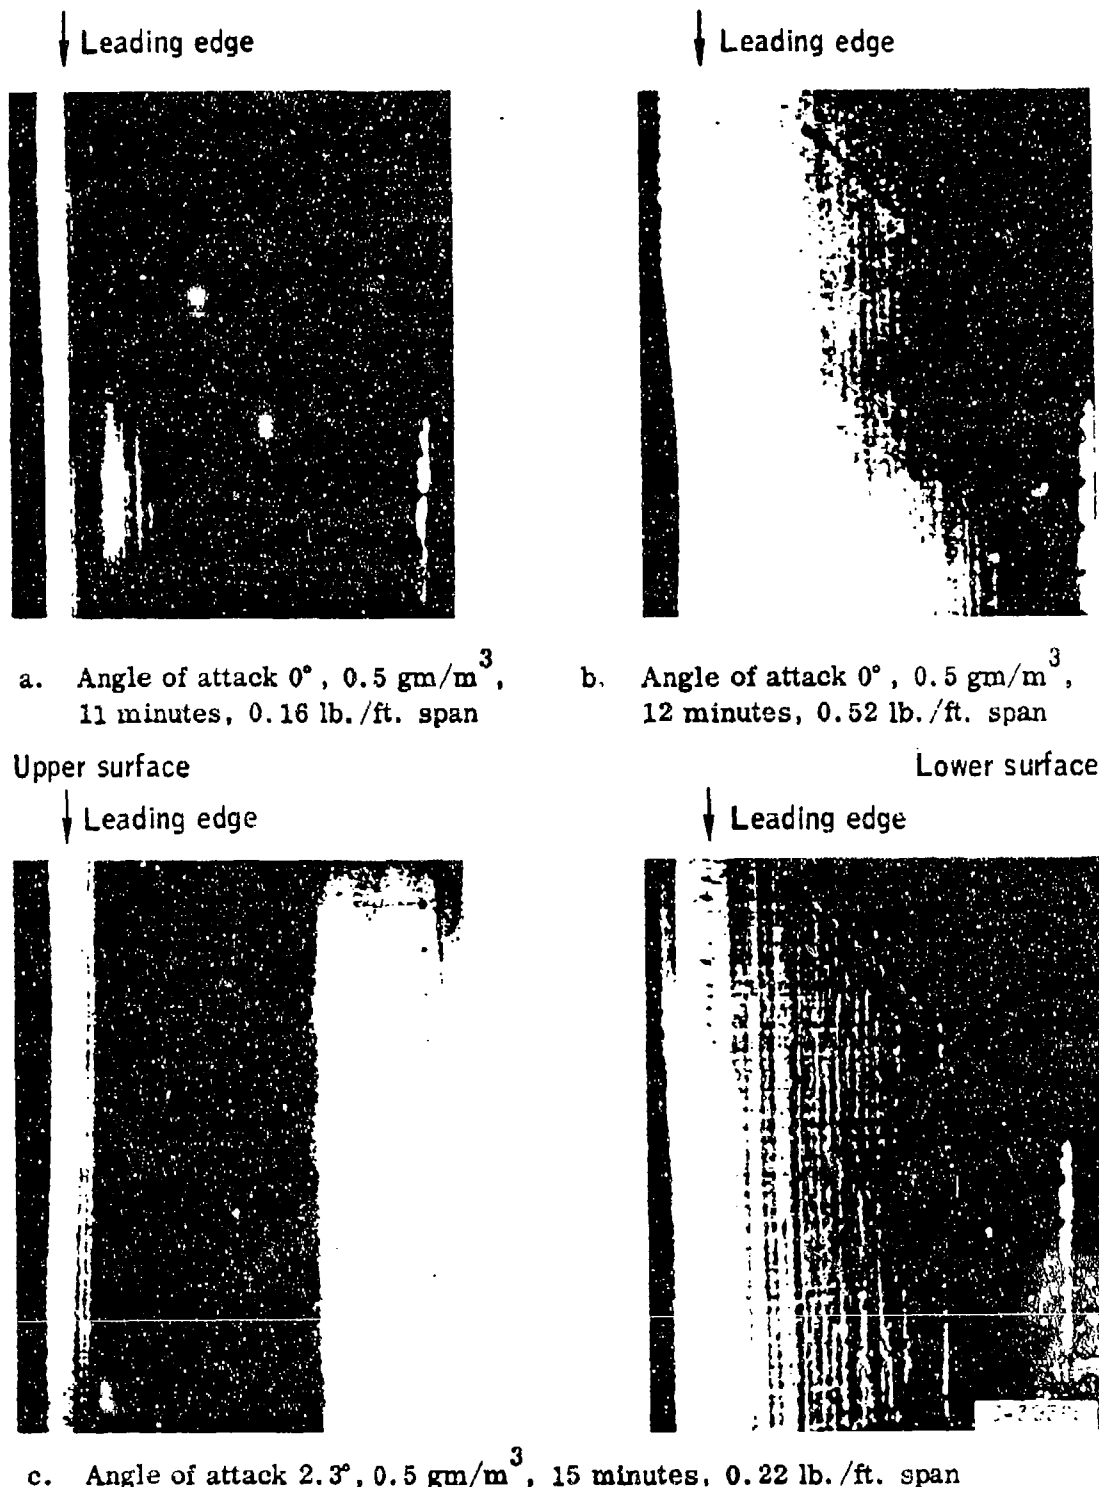 Leading edge
Leading edge
a. Angle of attack 0°, 0.5 gm/m³,
11 minutes, 0.16 lb./ft. span
b. Angle of attack 0°, 0.5 gm/m³,
12 minutes, 0.52 lb./ft. span
Upper surface
Lower surface
Leading edge
Leading edge
c. Angle of attack 2.3°, 0.5 gm/m³, 15 minutes, 0.22 lb./ft. span